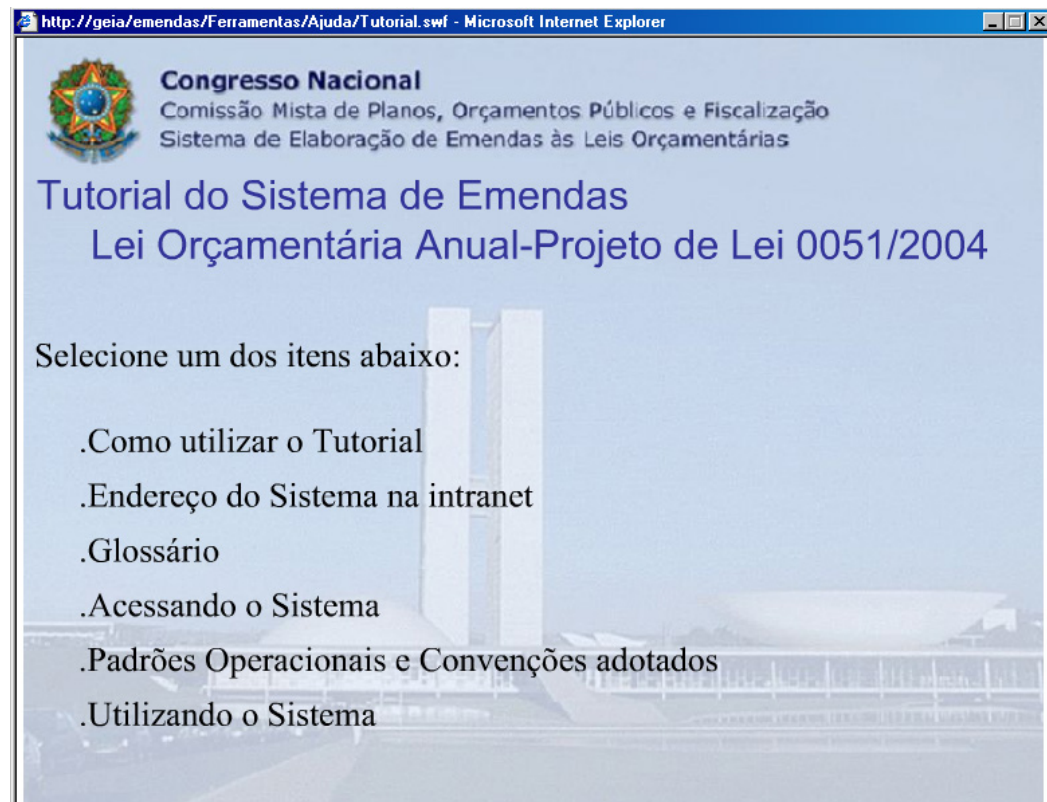 http://geia/emendas/Ferramentas/Ajuda/Tutorial.swf - Microsoft Internet Explorer
Congresso Nacional
Comissão Mista de Planos, Orçamentos Públicos e Fiscalização
Sistema de Elaboração de Emendas às Leis Orçamentárias
Tutorial do Sistema de Emendas
Lei Orçamentária Anual-Projeto de Lei 0051/2004
Selecione um dos itens abaixo:
.Como utilizar o Tutorial
.Endereço do Sistema na intranet
.Glossário
.Acessando o Sistema
.Padrões Operacionais e Convenções adotados
.Utilizando o Sistema